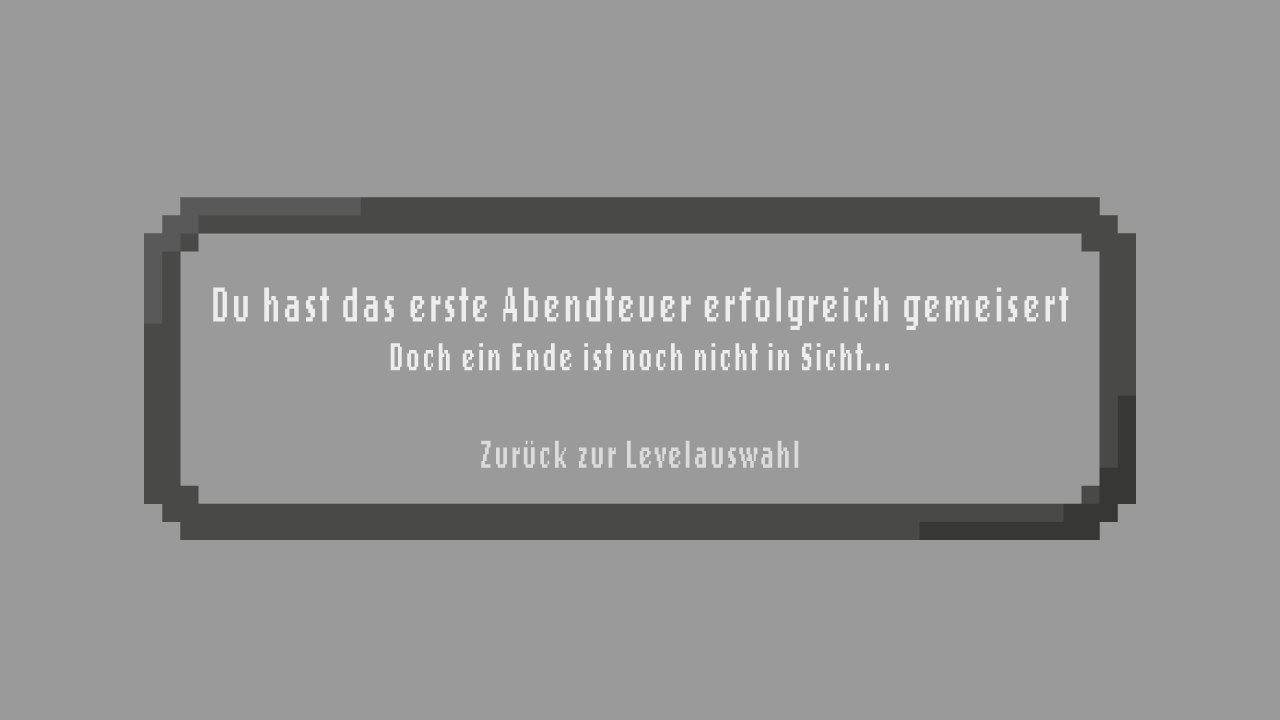 Du hast das erste Abendteuer erfolgreich gemeisert
Doch ein Ende ist noch nicht in Sicht...
Zurück zur Levelauswahl